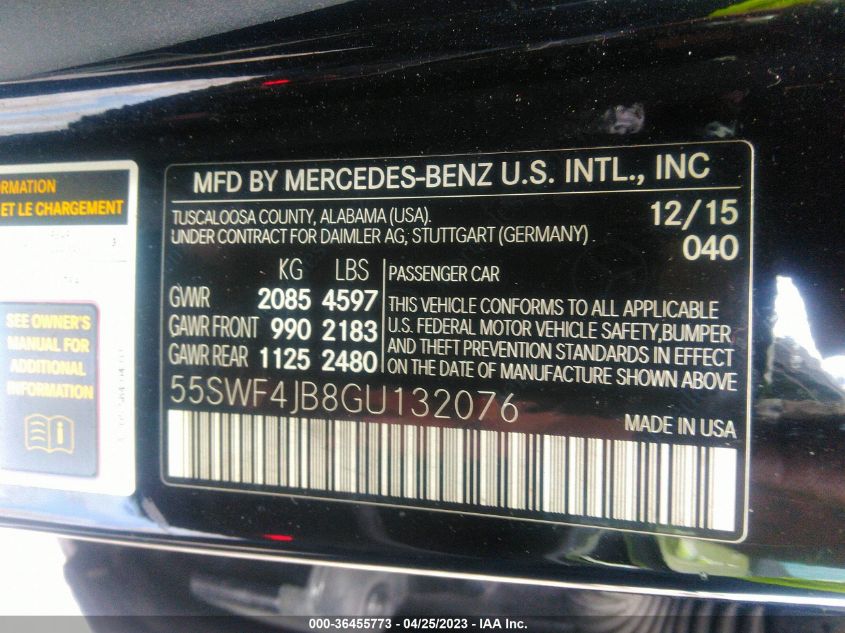 MFD BY MERCEDES-BENZ U.S. INTL., INC
TUSCALOOSA COUNTY, ALABAMA (USA).
UNDER CONTRACT FOR DAIMLER AG, STUTTGART (GERMANY).
12/15
040
KG LBS
GVWR 2085 4597
GAWR FRONT 990 2183
GAWR REAR 1125 2480
PASSENGER CAR
THIS VEHICLE CONFORMS TO ALL APPLICABLE
U.S. FEDERAL MOTOR VEHICLE SAFETY,BUMPER,
AND THEFT PREVENTION STANDARDS IN EFFECT
ON THE DATE OF MANUFACTURE SHOWN ABOVE
55SWF4JB8GU132076
MADE IN USA
RMATION
ET LE CHARGEMENT
SEE OWNER'S
MANUAL FOR
ADDITIONAL
INFORMATION
000-36455773 - 04/25/2023 - IAA Inc.